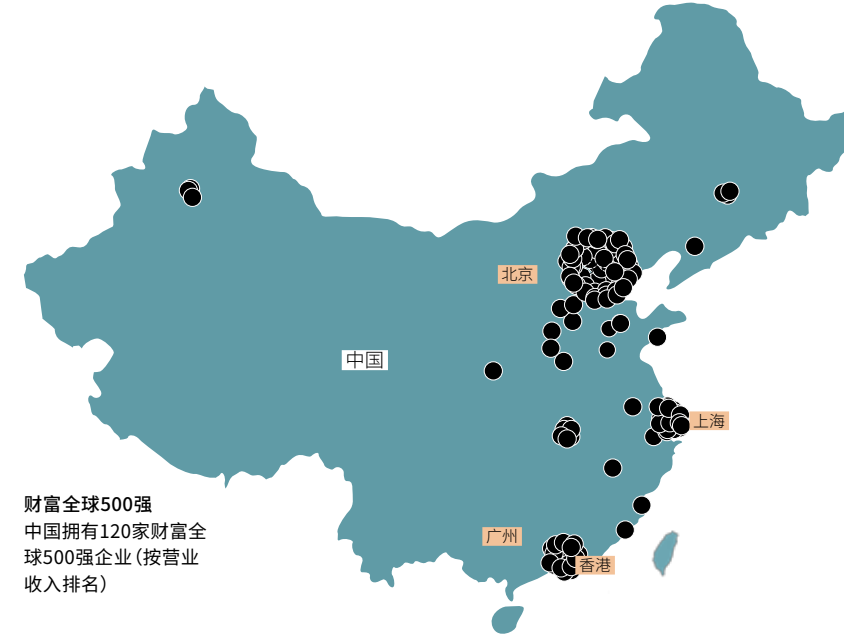 北京
中国
上海
财富全球500强
中国拥有120家财富全
球500强企业（按营业
收入排名）
广州
香港